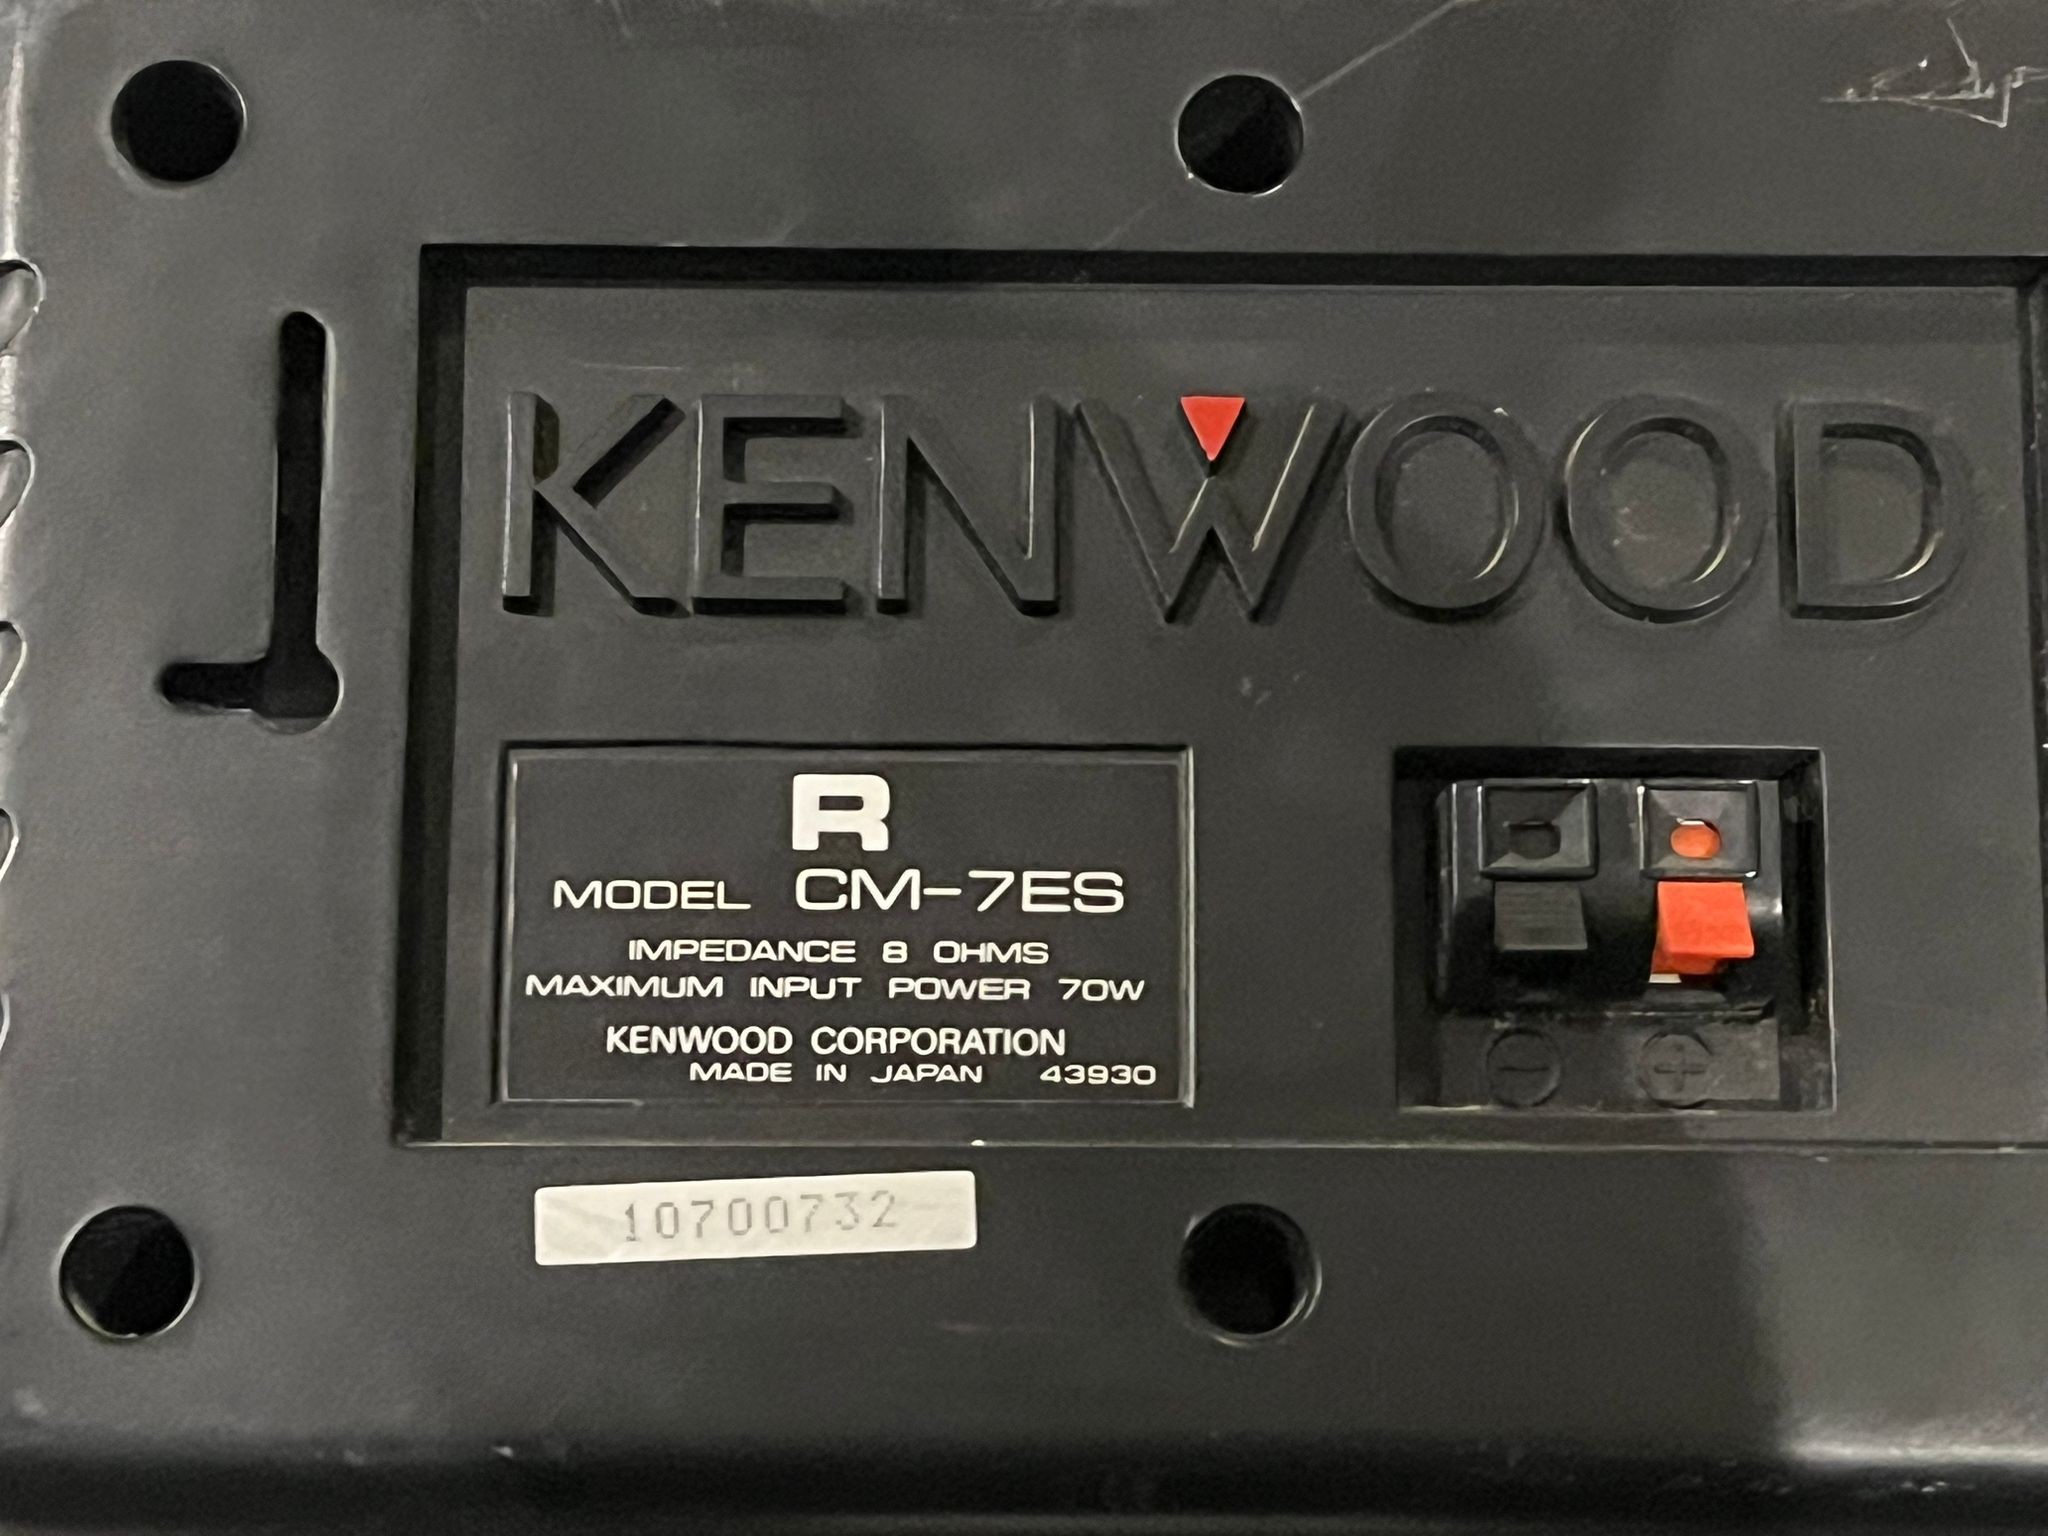 KENWOOD
R
MODEL CM-7ES
IMPEDANCE 8 OHMS
MAXIMUM INPUT POWER 70W
KENWOOD CORPORATION
MADE IN JAPAN 43930
- +
10700732